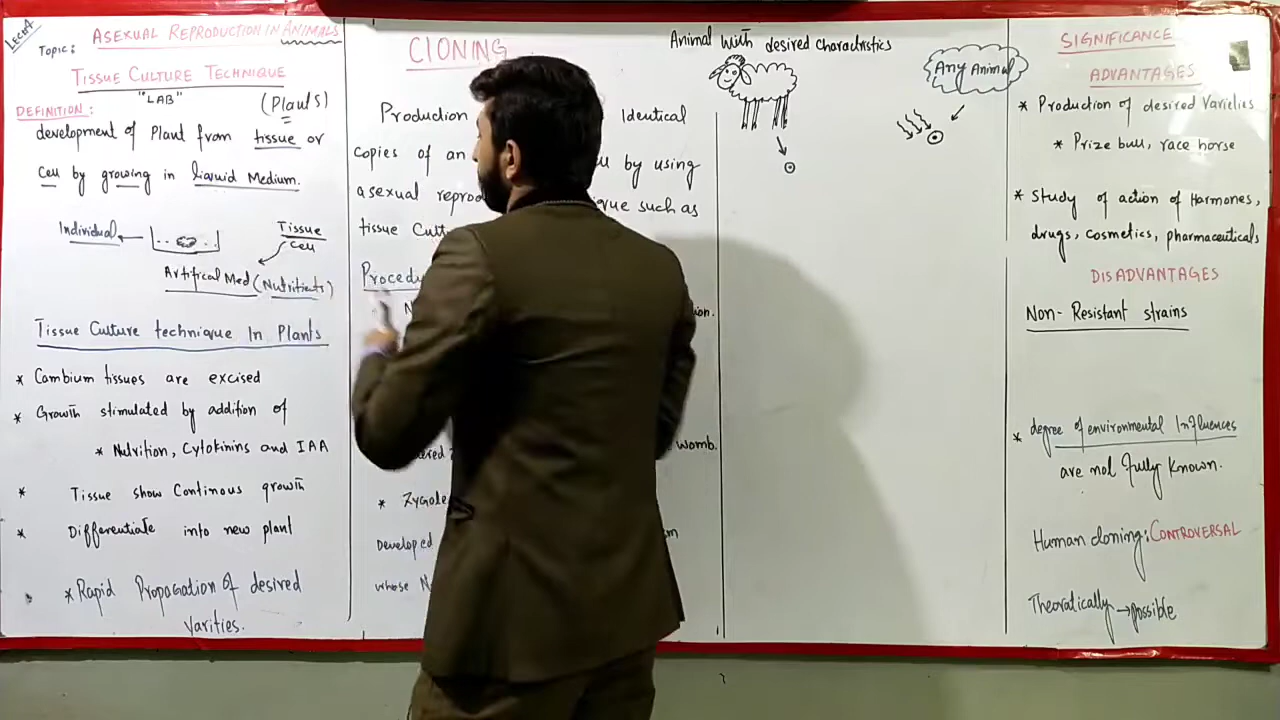 LEC#4
Topic: ASEXUAL REPRODUCTION IN ANIMALS
TISSUE CULTURE TECHNIQUE
"LAB"
(Plants)
DEFINITION:
development of Plant from tissue or
Cell by growing in liquid Medium.
Individual
Tissue
Cell
Artifical Med (Nutritients)
Tissue Culture technique In Plants
* Cambium tissues are excised
* Growth stimulated by addition of
* Nutrition, Cytokinins and IAA
* Tissue show Continous growth
* Differentiate into new plant
* Rapid Propagation of desired
varities.
CLONING
Production Identical
copies of an by using
asexual reprod such as
tissue Cult
Procedu
womb.
* Zygote
Developed
whose N
Animal with desired charactristics
Any Animal
SIGNIFICANCE
ADVANTAGES
* Production of desired Varieties
* Prize bull, race horse
* Study of action of Harmones,
drugs, cosmetics, pharmaceuticals
DISADVANTAGES
Non-Resistant strains
* degree of environmental Influences
are not Fully known.
Human cloning: CONTROVERSAL
Theoratically → possible